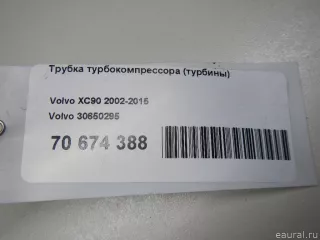 Трубка турбокомпрессора (турбины)
Volvo XC90 2002-2015
Volvo 30650295
70 674 388
eaural.ru